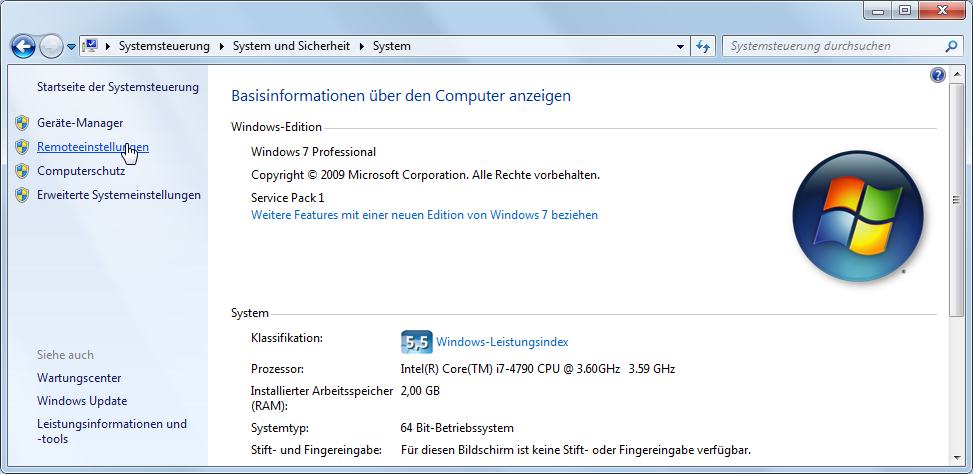 Systemsteuerung System und Sicherheit System
Systemsteuerung durchsuchen
Startseite der Systemsteuerung
Geräte-Manager
Remoteeinstellungen
Computerschutz
Erweiterte Systemeinstellungen
Siehe auch
Wartungscenter
Windows Update
Leistungsinformationen und
-tools
Basisinformationen über den Computer anzeigen
Windows-Edition
Windows 7 Professional
Copyright © 2009 Microsoft Corporation. Alle Rechte vorbehalten.
Service Pack 1
Weitere Features mit einer neuen Edition von Windows 7 beziehen
System
Klassifikation: 5,5 Windows-Leistungsindex
Prozessor: Intel(R) Core(TM) i7-4790 CPU @ 3.60GHz 3.59 GHz
Installierter Arbeitsspeicher 2,00 GB
(RAM):
Systemtyp: 64 Bit-Betriebssystem
Stift- und Fingereingabe: Für diesen Bildschirm ist keine Stift- oder Fingereingabe verfügbar.